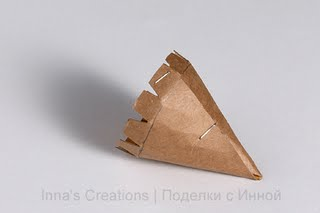 Inna's Creations | Поделки с Инной